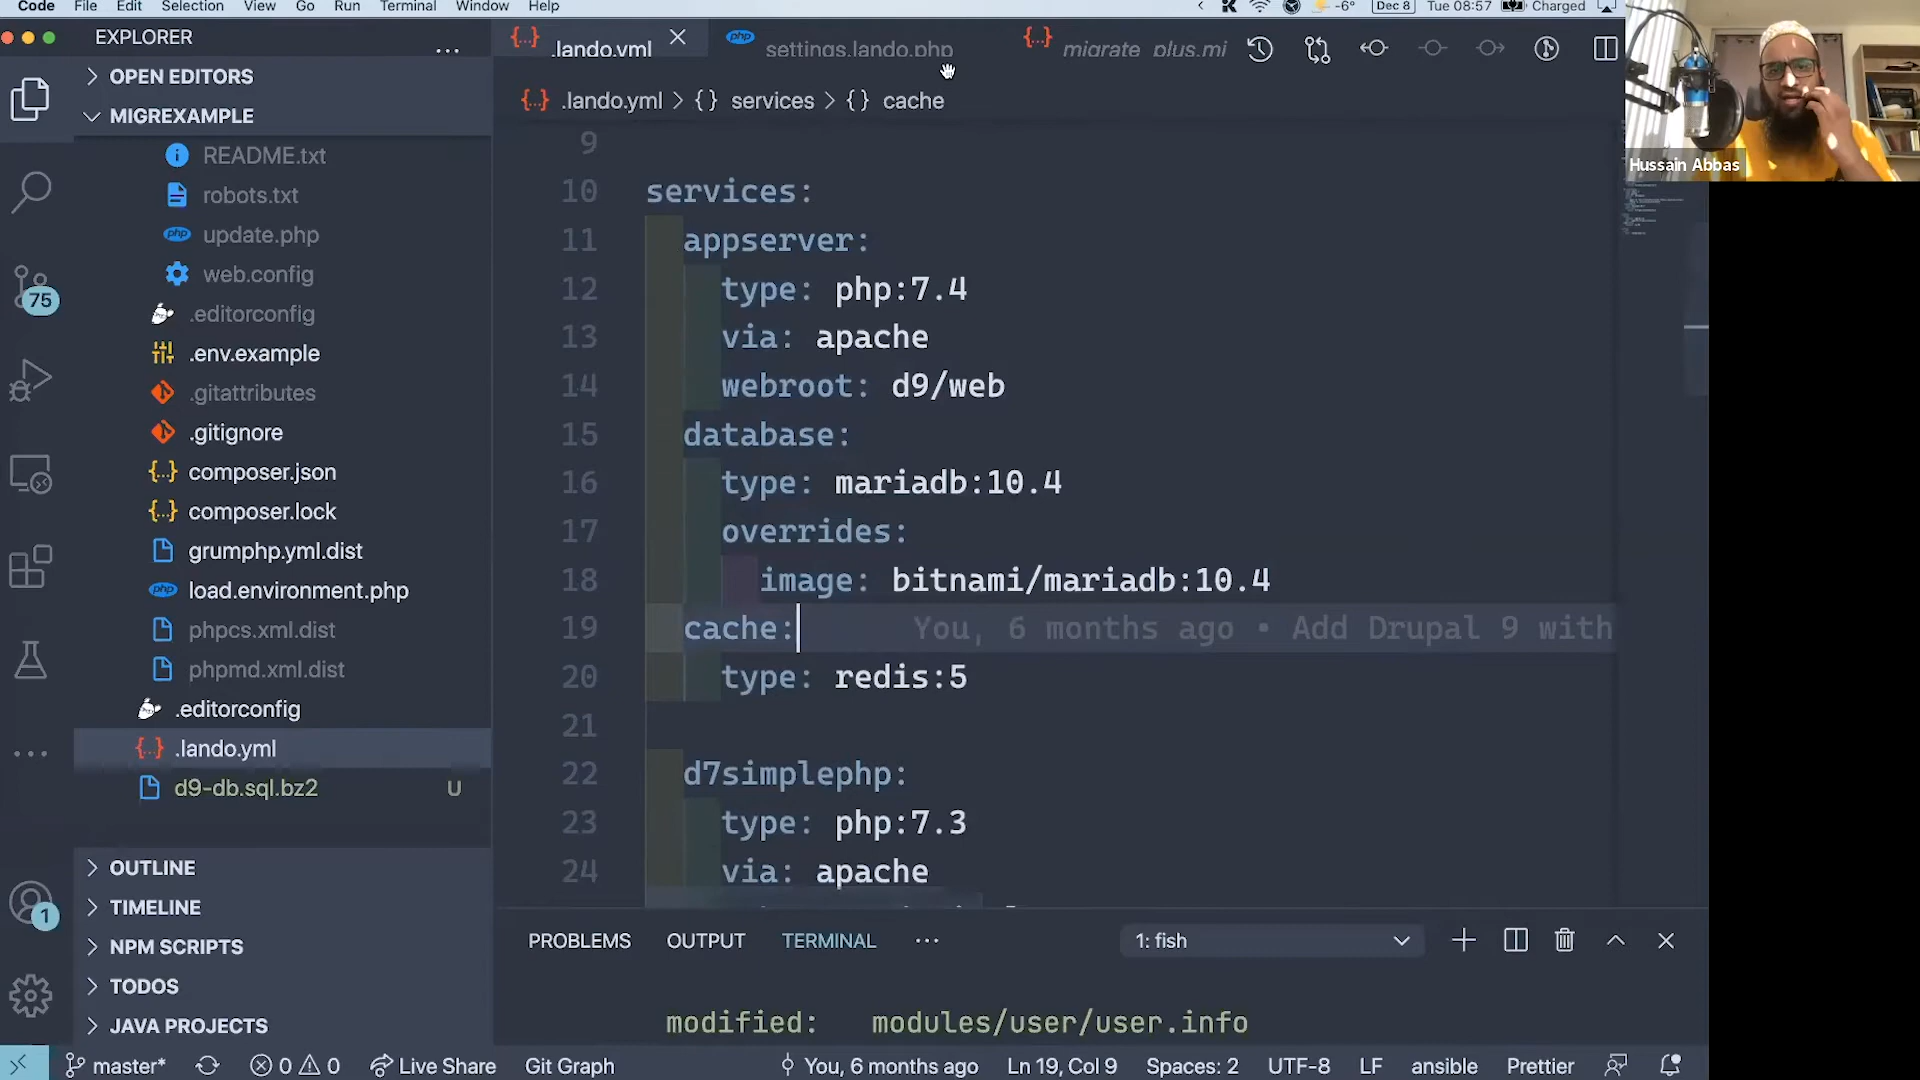 Code File Edit Selection View Go Run Terminal Window Help
-6° Dec 8 Tue 08:57 Charged
EXPLORER
.lando.yml
settings.lando.php
migrate_plus.mi
OPEN EDITORS
MIGREXAMPLE
.lando.yml > {} services > {} cache
README.txt
robots.txt
update.php
web.config
.editorconfig
.env.example
.gitattributes
.gitignore
composer.json
composer.lock
grumphp.yml.dist
load.environment.php
phpcs.xml.dist
phpmd.xml.dist
.editorconfig
.lando.yml
d9-db.sql.bz2 U
75
1
OUTLINE
TIMELINE
NPM SCRIPTS
TODOS
JAVA PROJECTS
9
10 services:
11 appserver:
12 type: php:7.4
13 via: apache
14 webroot: d9/web
15 database:
16 type: mariadb:10.4
17 overrides:
18 image: bitnami/mariadb:10.4
19 cache: You, 6 months ago • Add Drupal 9 with
20 type: redis:5
21
22 d7simplephp:
23 type: php:7.3
24 via: apache
Hussain Abbas
PROBLEMS OUTPUT TERMINAL ... 1: fish
modified: modules/user/user.info
master* 0 0 Live Share Git Graph You, 6 months ago Ln 19, Col 9 Spaces: 2 UTF-8 LF ansible Prettier